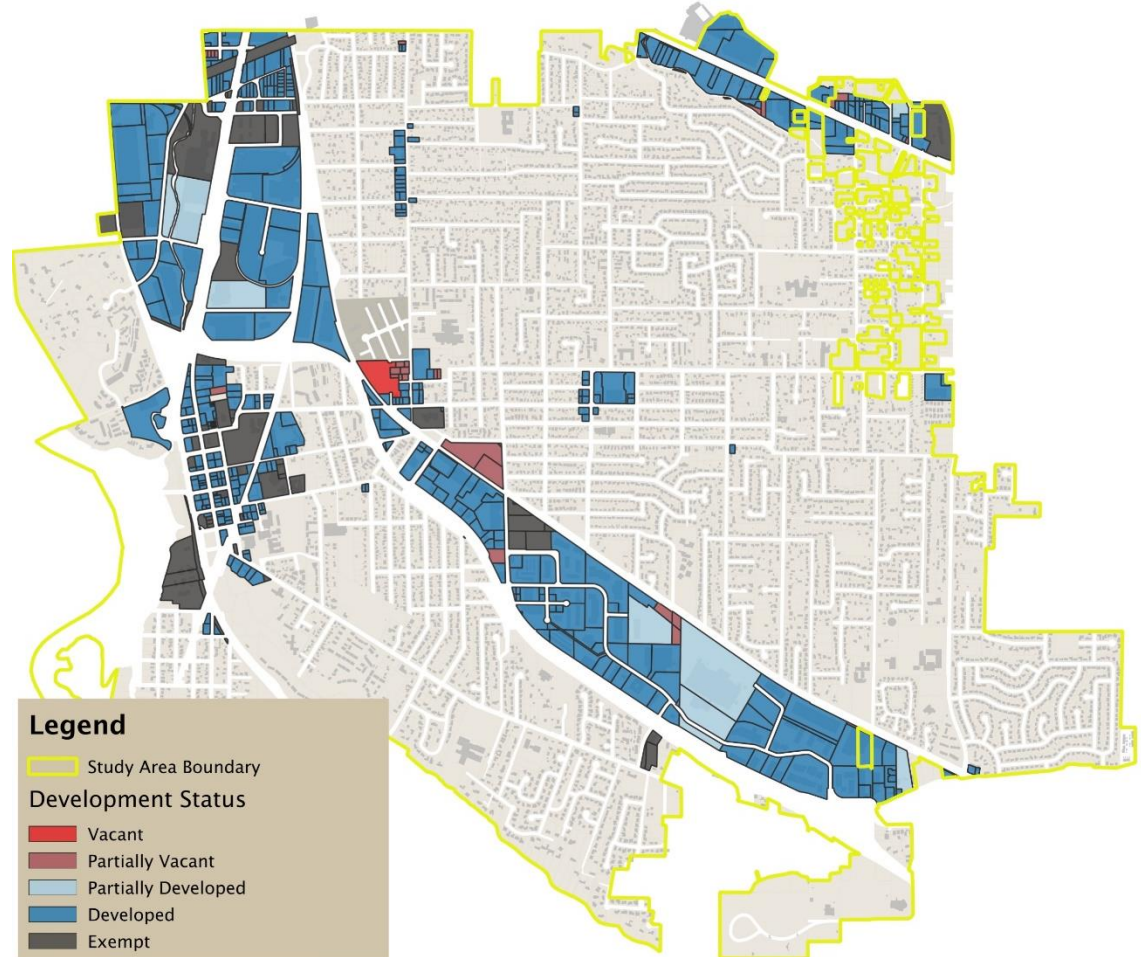 Legend
Study Area Boundary
Development Status
Vacant
Partially Vacant
Partially Developed
Developed
Exempt